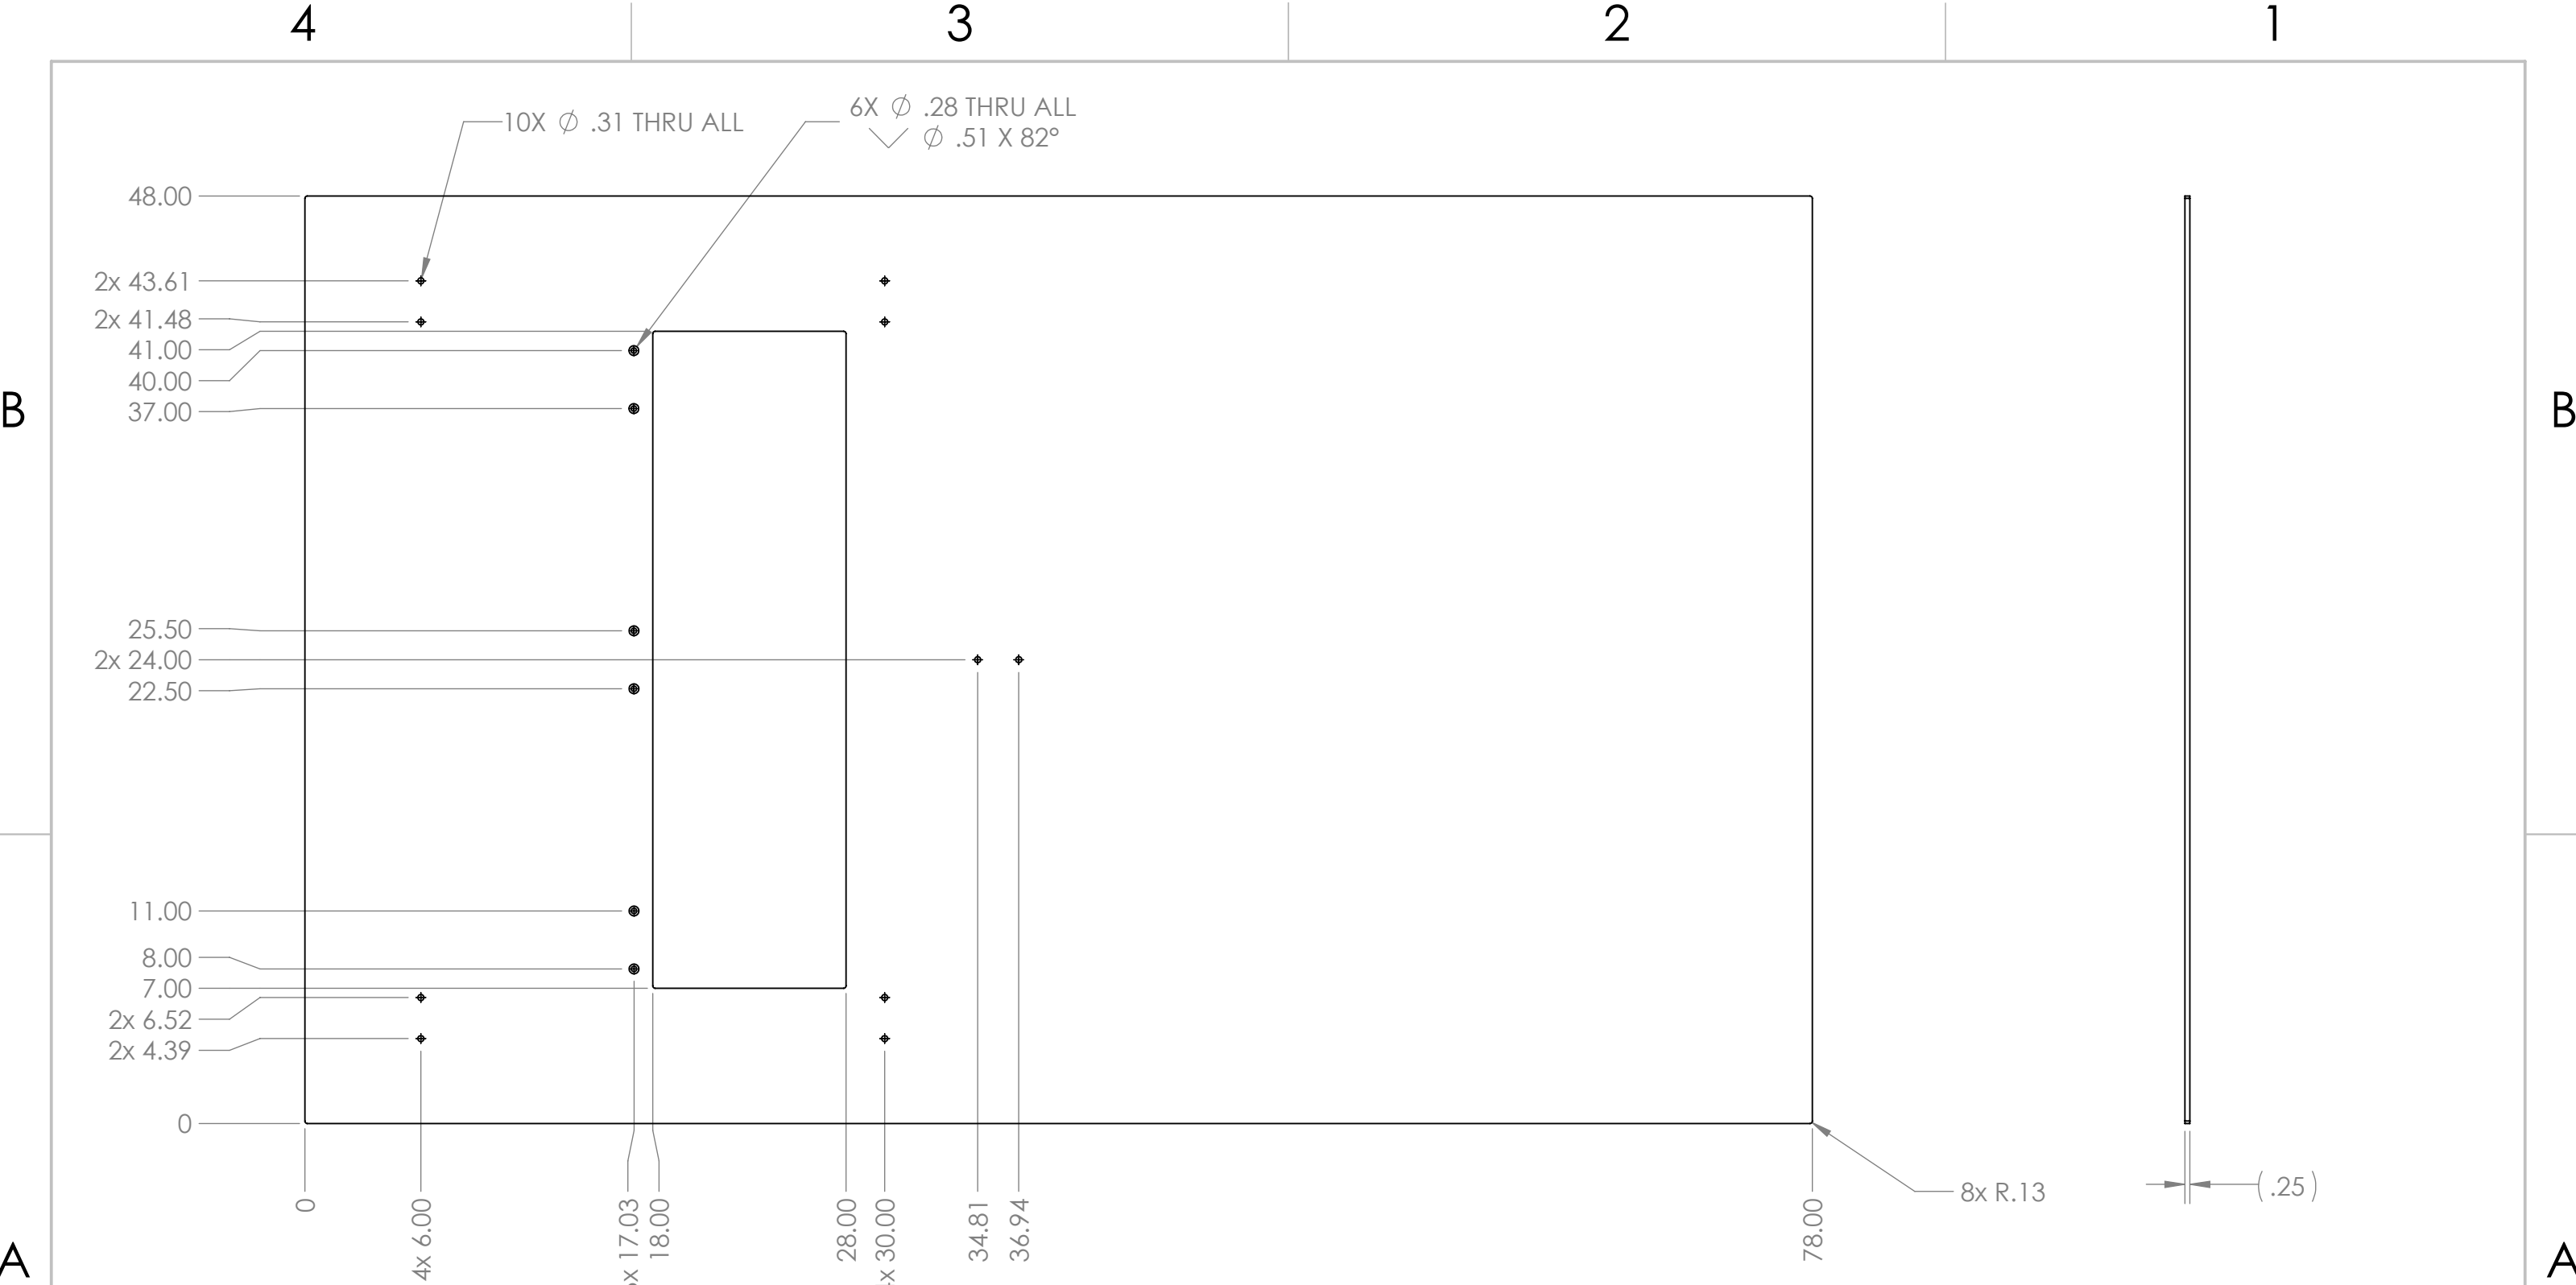 4 3 2 1
10X Ø .31 THRU ALL
6X Ø .28 THRU ALL
Ø .51 X 82°
48.00
2x 43.61
2x 41.48
41.00
40.00
37.00
B B
25.50
2x 24.00
22.50
11.00
8.00
7.00
2x 6.52
2x 4.39
0
0
4x 6.00
17.03
18.00
28.00
30.00
34.81
36.94
78.00
8x R.13
(.25)
A A